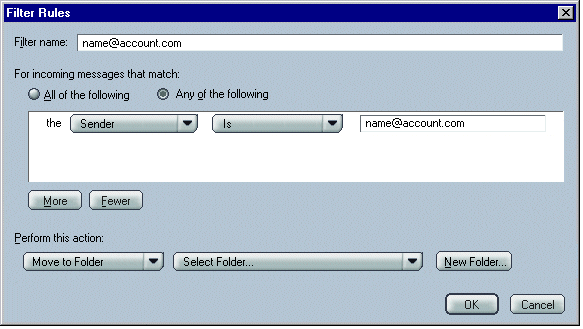 Filter Rules
Filter name: name@account.com
For incoming messages that match:
All of the following Any of the following
the Sender Is name@account.com
More Fewer
Perform this action:
Move to Folder Select Folder... New Folder...
OK Cancel